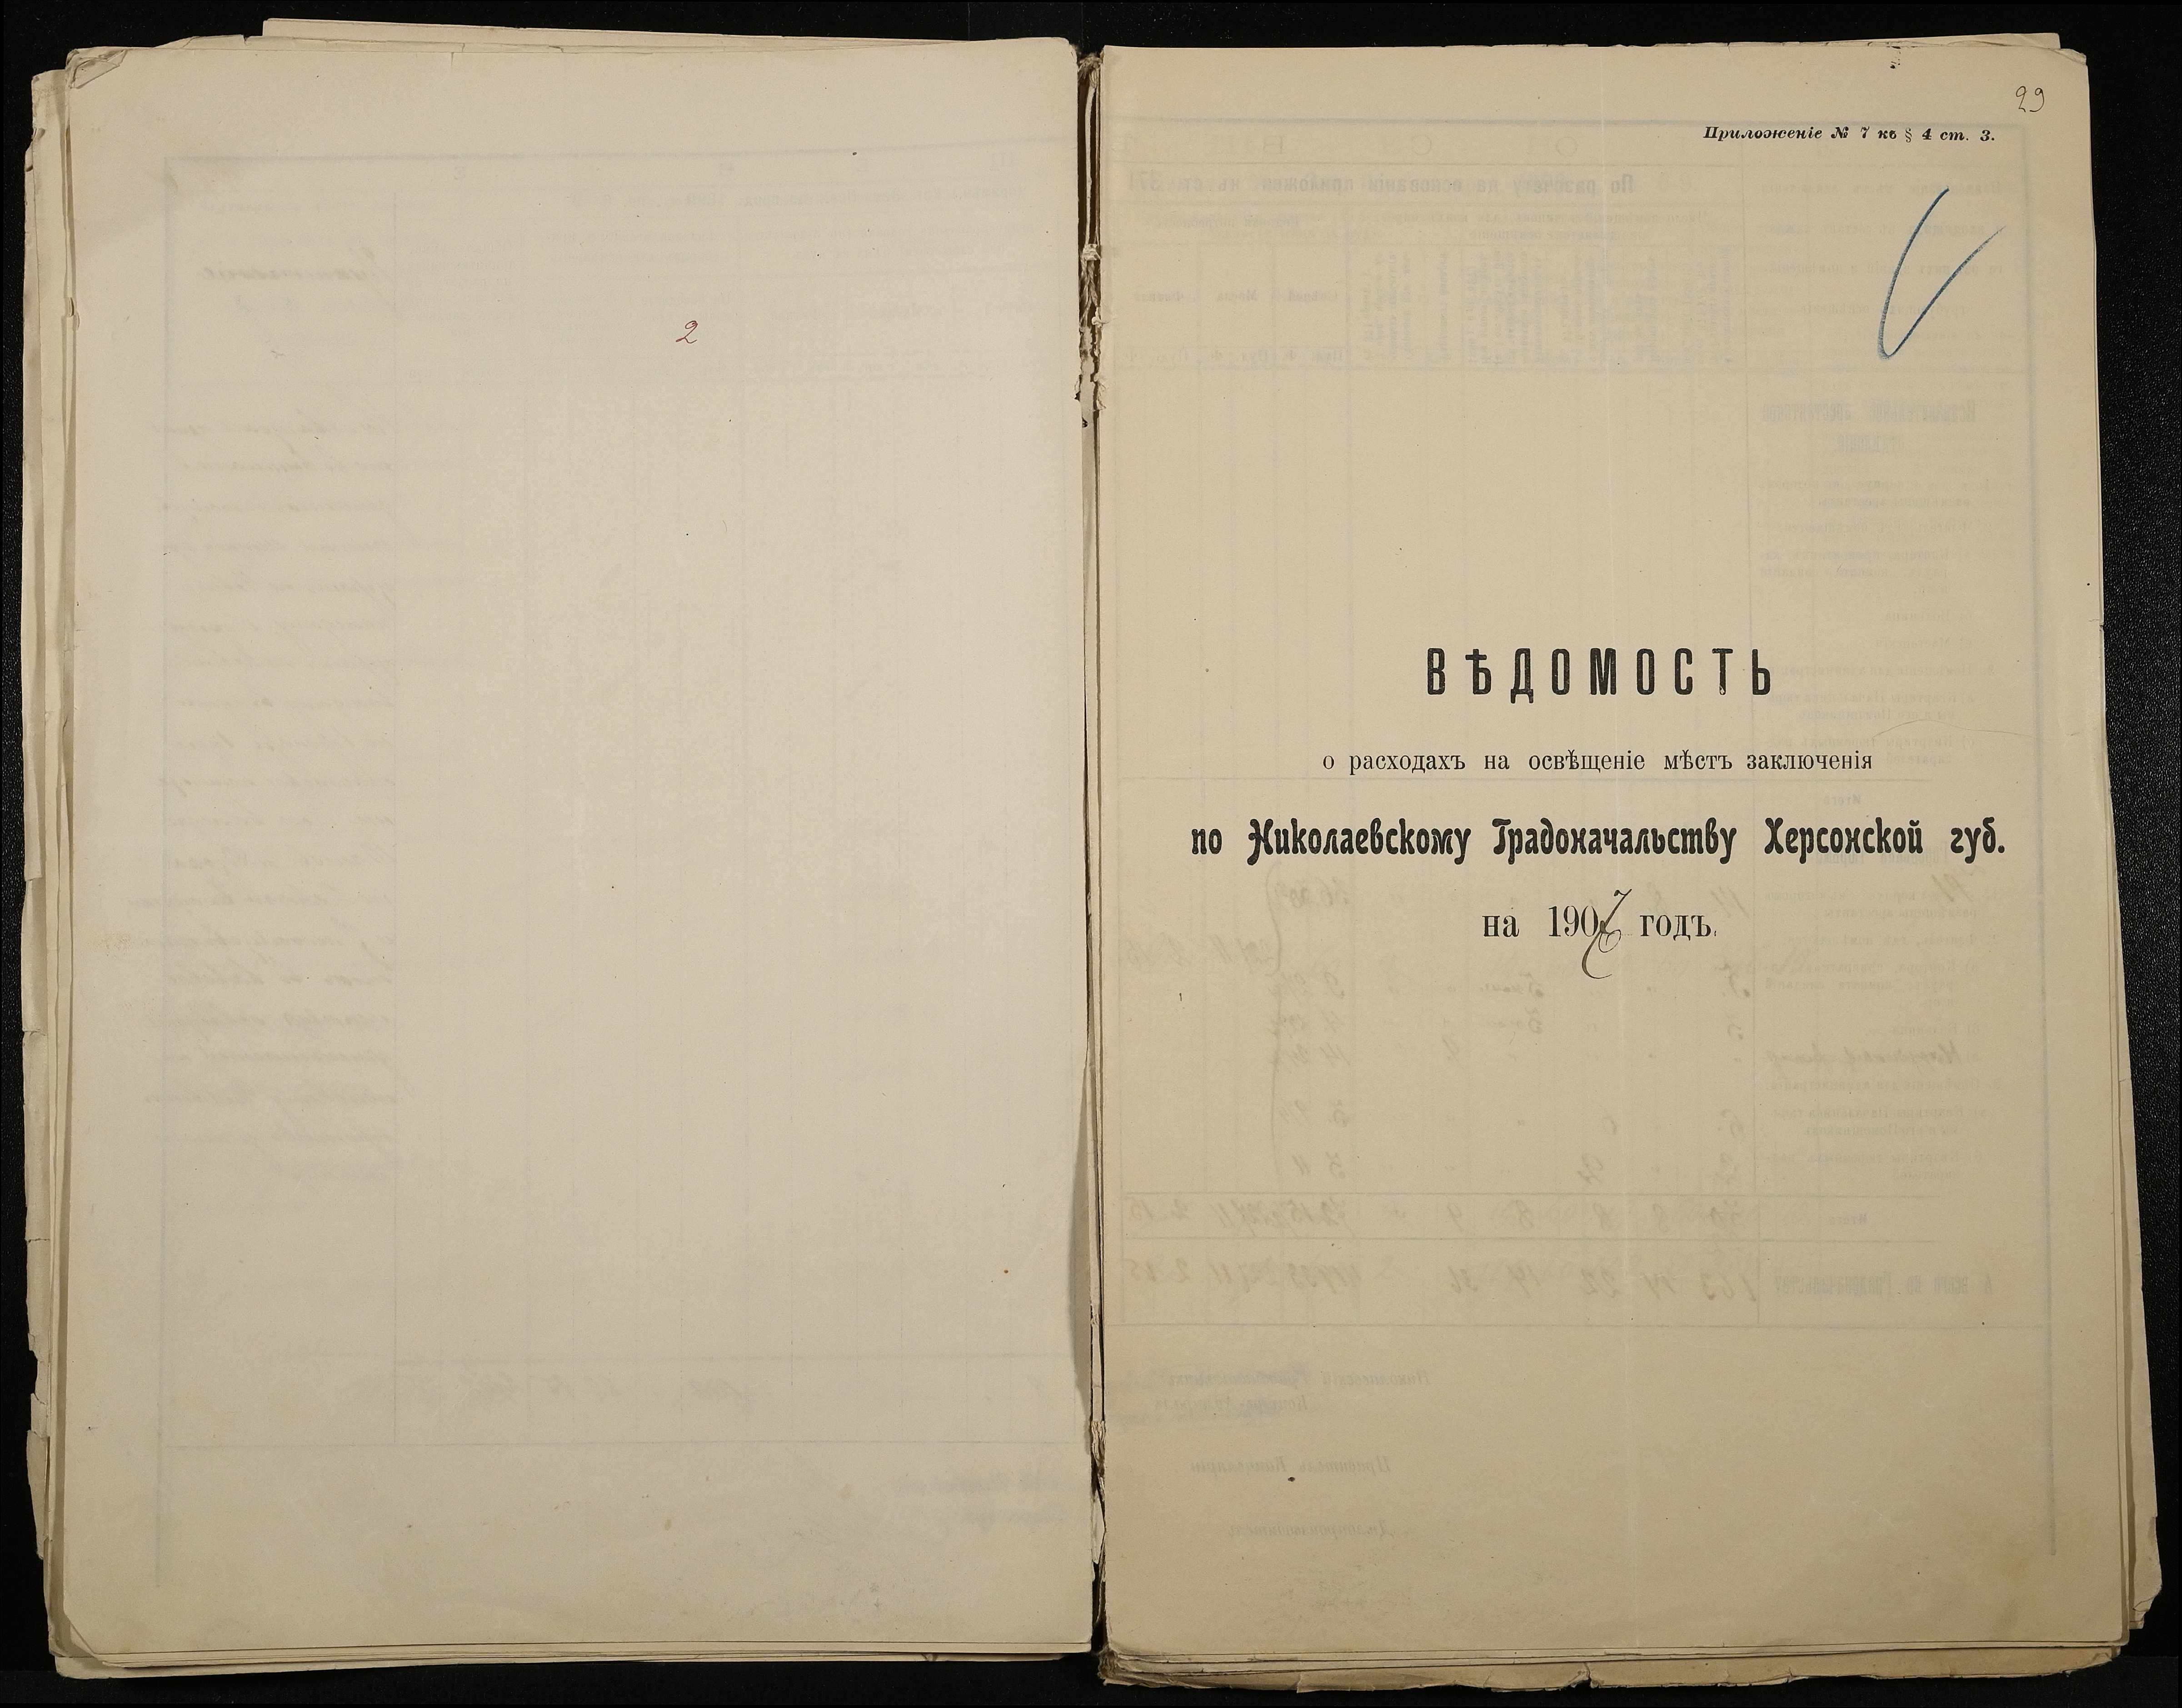 2
29
Приложеніе № 7 къ § 4 ст. 3.
ВѢДОМОСТЬ
о расходахъ на освѣщеніе мѣстъ заключенія
по Николаевскому Градоначальству Херсонской губ.
на 1907 годъ.